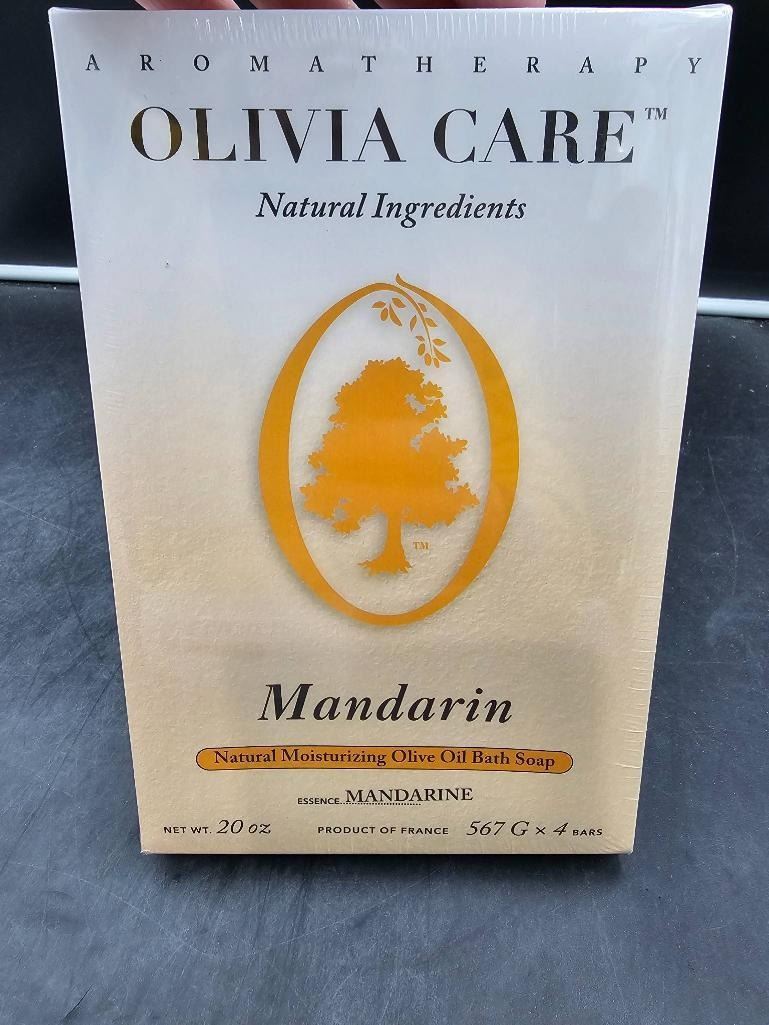 AROMATHERAPY
OLIVIA CARE™
Natural Ingredients
TM
Mandarin
Natural Moisturizing Olive Oil Bath Soap
ESSENCE...MANDARINE
NET WT. 20 oz PRODUCT OF FRANCE 567 G × 4 BARS